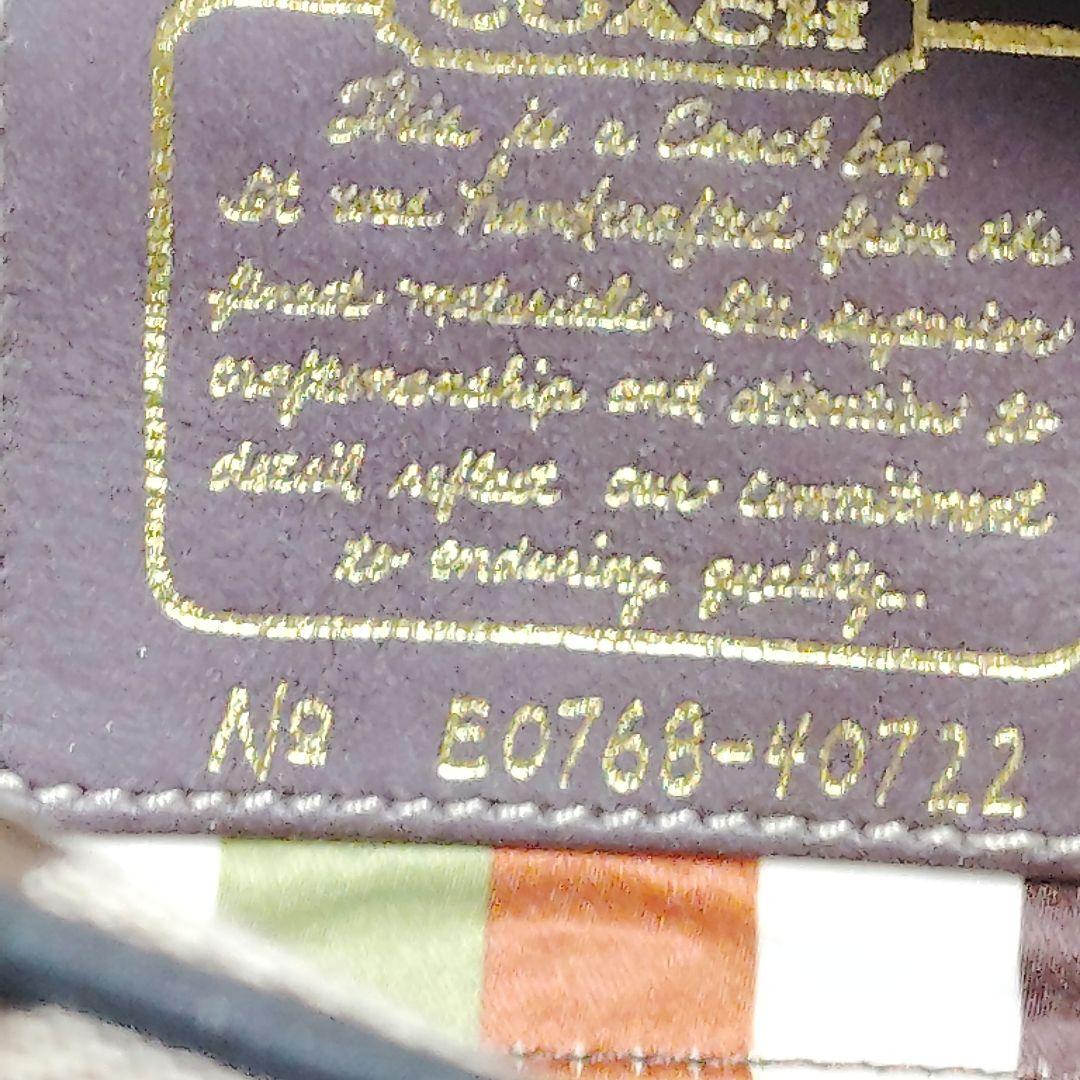 COACH
This is a Coach bag.
It was handcrafted from the
finest materials. Its superior
craftsmanship and attention to
detail reflect our commitment
to enduring quality.
No E0768-40722